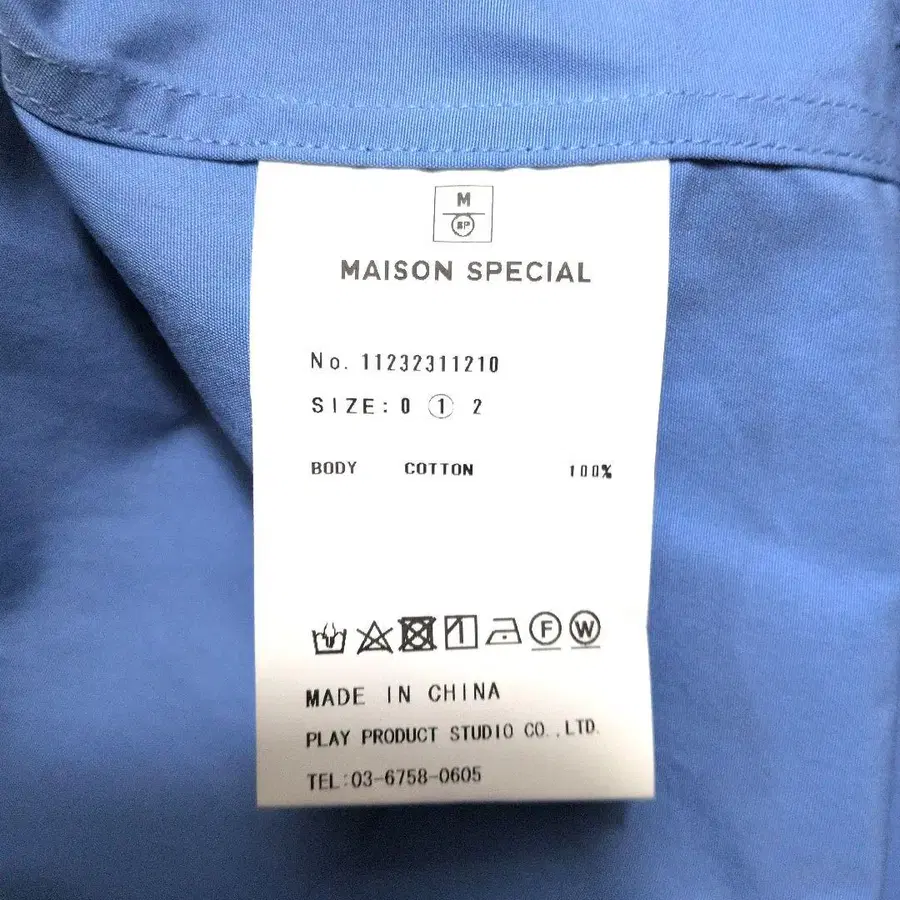 M
SP
MAISON SPECIAL
No. 11232311210
SIZE: 0 1 2
BODY COTTON 100%
F W
MADE IN CHINA
PLAY PRODUCT STUDIO CO.,LTD.
TEL:03-6758-0605